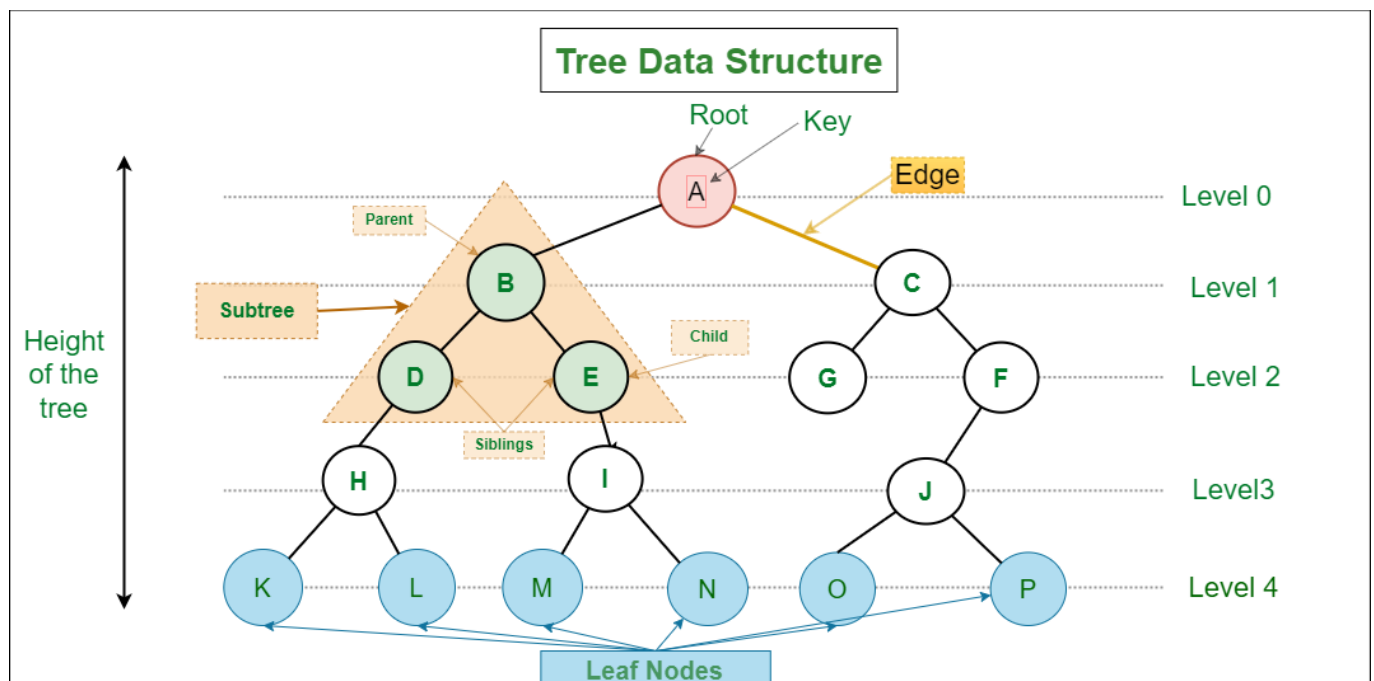 Tree Data Structure
Root
Key
A
Edge
Level 0
Parent
B
C
Level 1
Subtree
Height
of the
tree
Child
D
E
G
F
Level 2
Siblings
H
I
J
Level3
K
L
M
N
O
P
Level 4
Leaf Nodes